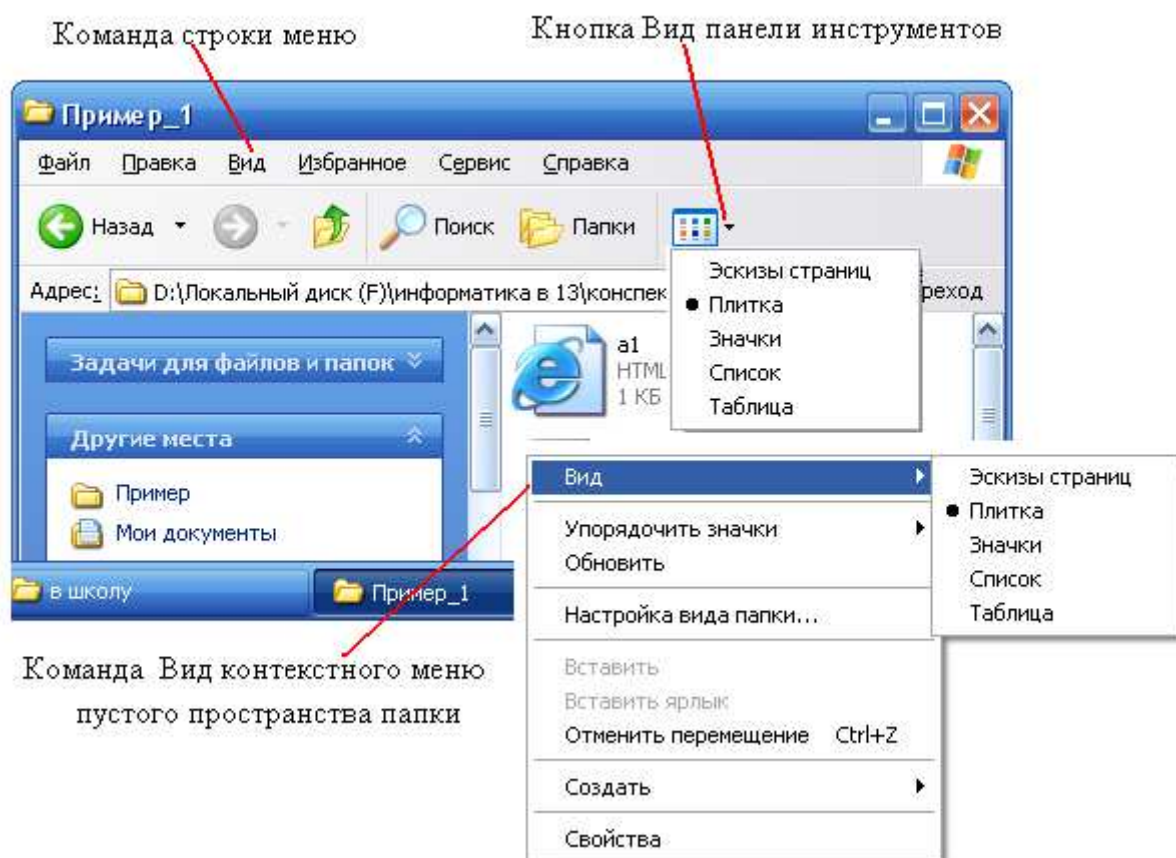 Команда строки меню
Кнопка Вид панели инструментов
Пример_1
Файл Правка Вид Избранное Сервис Справка
Назад Поиск Папки
Адрес: D:\Локальный диск (F)\информатика в 13\конспек
реход
Эскизы страниц
Плитка
Значки
Список
Таблица
Задачи для файлов и папок
a1
HTML
1 КБ
Другие места
Пример
Мои документы
в школу
Пример_1
Вид
Упорядочить значки
Обновить
Настройка вида папки...
Вставить
Вставить ярлык
Отменить перемещение Ctrl+Z
Создать
Свойства
Эскизы страниц
Плитка
Значки
Список
Таблица
Команда Вид контекстного меню
пустого пространства папки